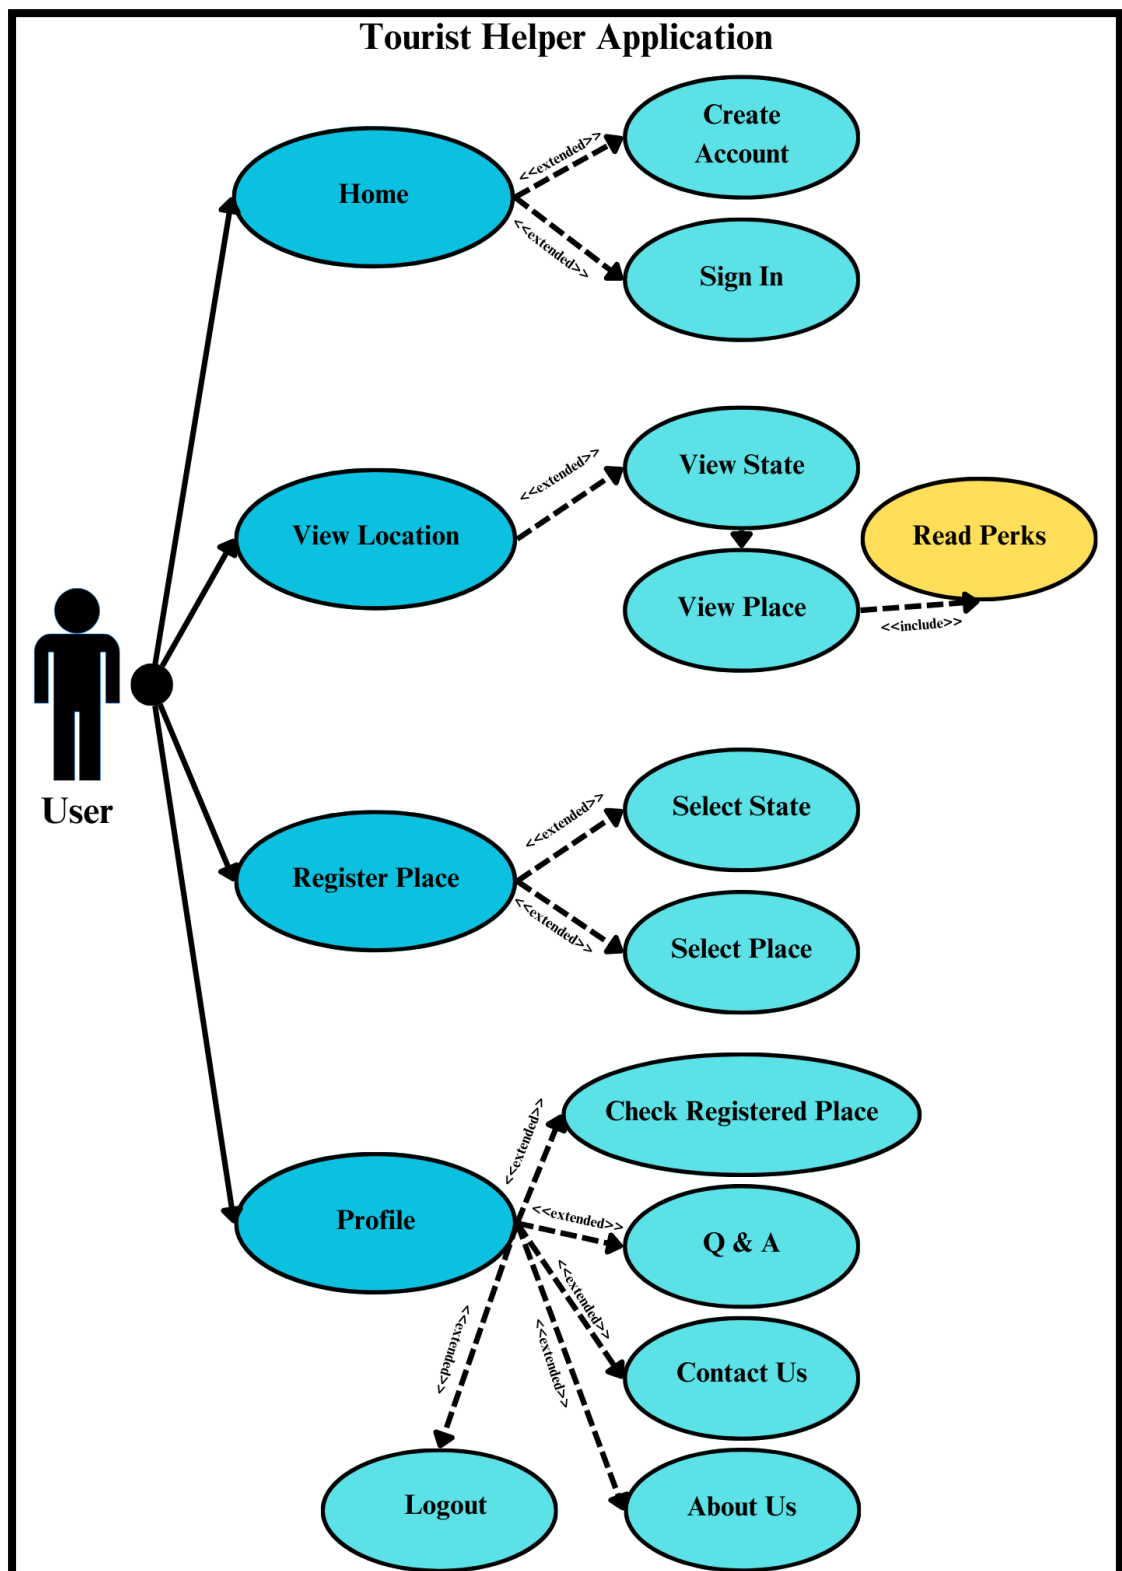 Tourist Helper Application
Create
Account
<<extended>>
Home
<<extended>>
Sign In
View State
<<extended>>
View Location
Read Perks
View Place
<<include>>
User
Select State
<<extended>>
Register Place
<<extended>>
Select Place
Check Registered Place
<<extended>>
Profile
<<extended>>
Q & A
<<extended>>
Contact Us
<<extended>>
<<extended>>
Logout
About Us